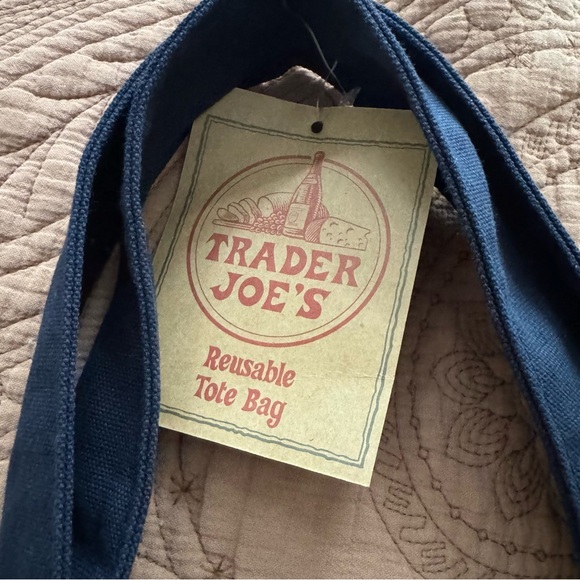 TRADER
JOE'S
Reusable
Tote Bag